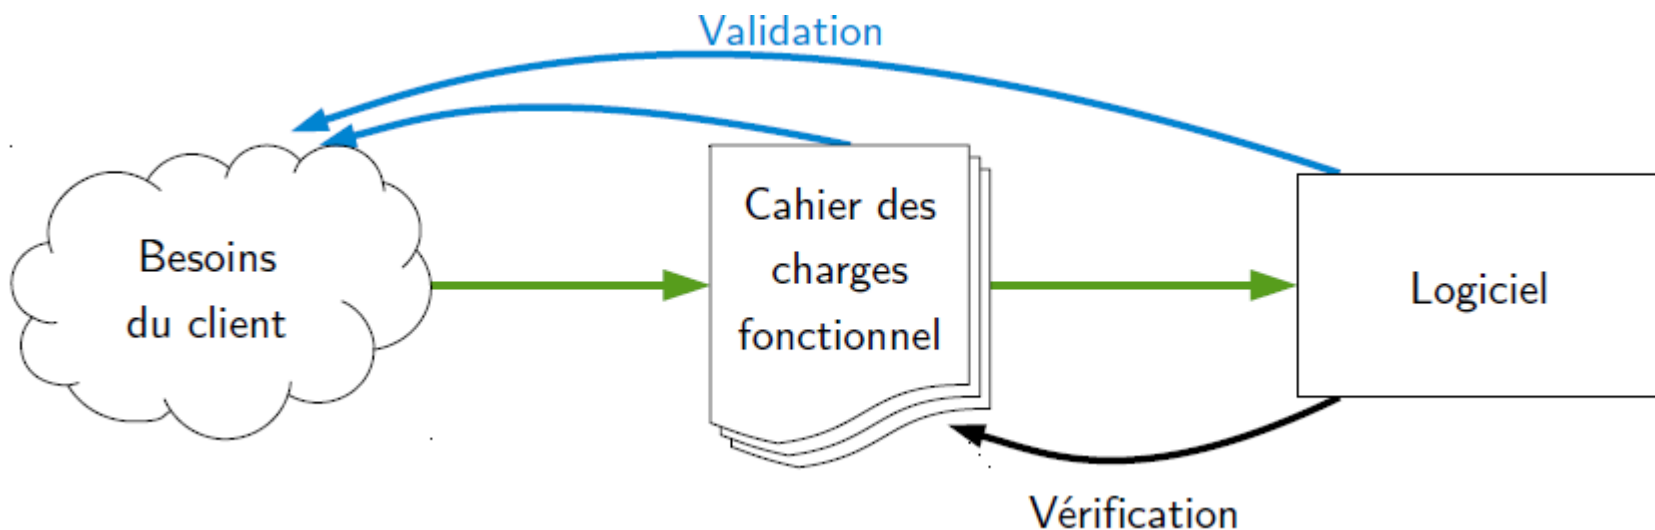 Validation
Besoins
du client
Cahier des
charges
fonctionnel
Logiciel
Vérification